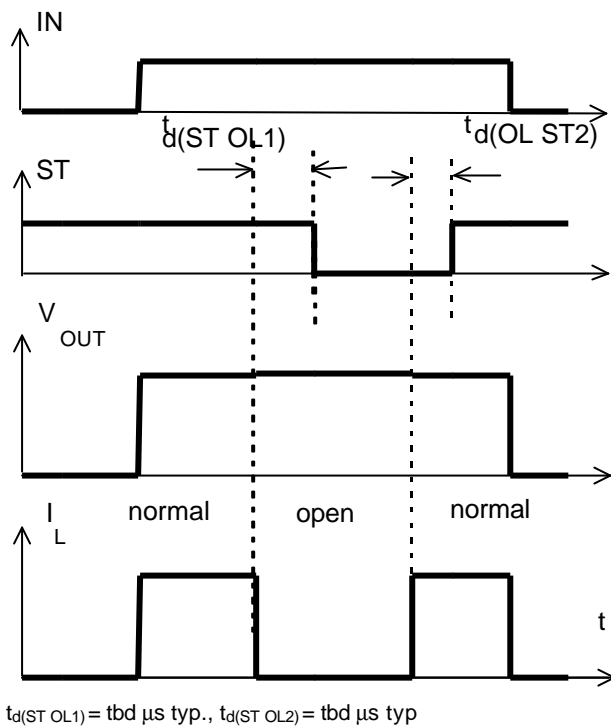 IN
t d(ST OL1)
t d(OL ST2)
ST
V OUT
I L
normal
open
normal
t
t d(ST OL1) = tbd μs typ., t d(ST OL2) = tbd μs typ